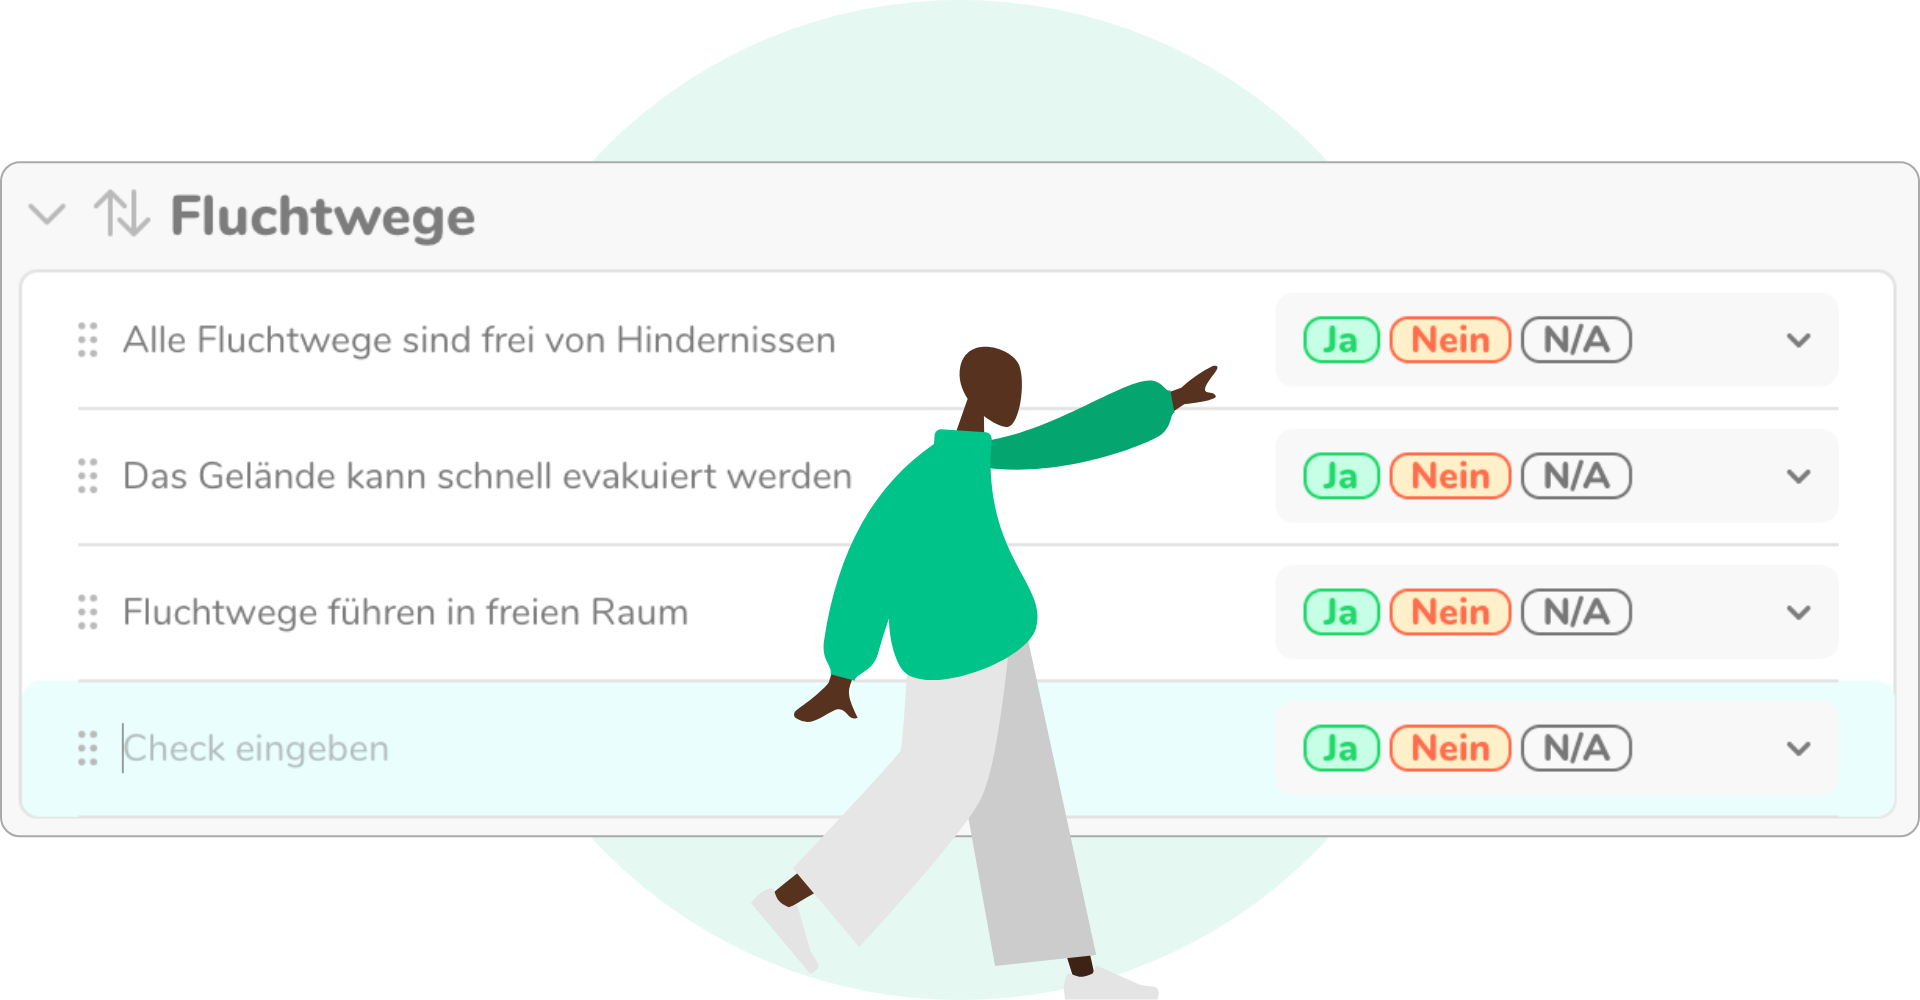 Fluchtwege
Alle Fluchtwege sind frei von Hindernissen Ja Nein N/A
Das Gelände kann schnell evakuiert werden Ja Nein N/A
Fluchtwege führen in freien Raum Ja Nein N/A
Check eingeben Ja Nein N/A